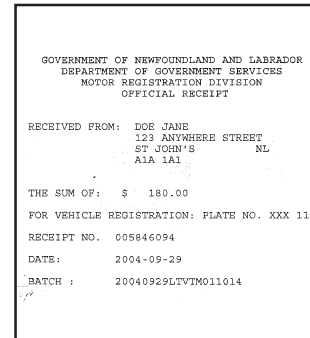 GOVERNMENT OF NEWFOUNDLAND AND LABRADOR
DEPARTMENT OF GOVERNMENT SERVICES
MOTOR REGISTRATION DIVISION
OFFICIAL RECEIPT
RECEIVED FROM: DOE JANE
123 ANYWHERE STREET
ST JOHN'S NL
A1A 1A1
THE SUM OF: $ 180.00
FOR VEHICLE REGISTRATION: PLATE NO. XXX 11
RECEIPT NO. 005846094
DATE: 2004-09-29
BATCH : 20040929LTVTM011014